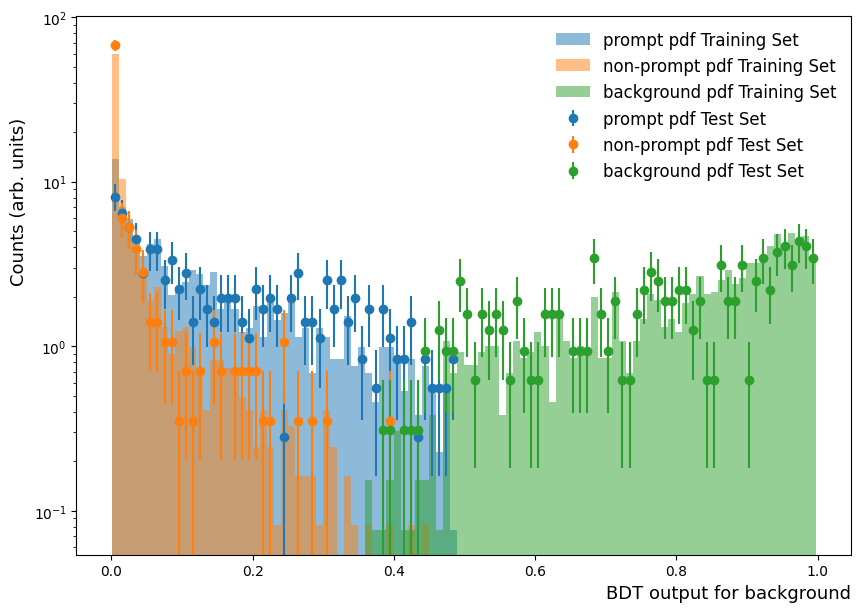 prompt pdf Training Set
non-prompt pdf Training Set
background pdf Training Set
prompt pdf Test Set
non-prompt pdf Test Set
background pdf Test Set
Counts (arb. units)
10²
10¹
10⁰
10⁻¹
0.0 0.2 0.4 0.6 0.8 1.0
BDT output for background